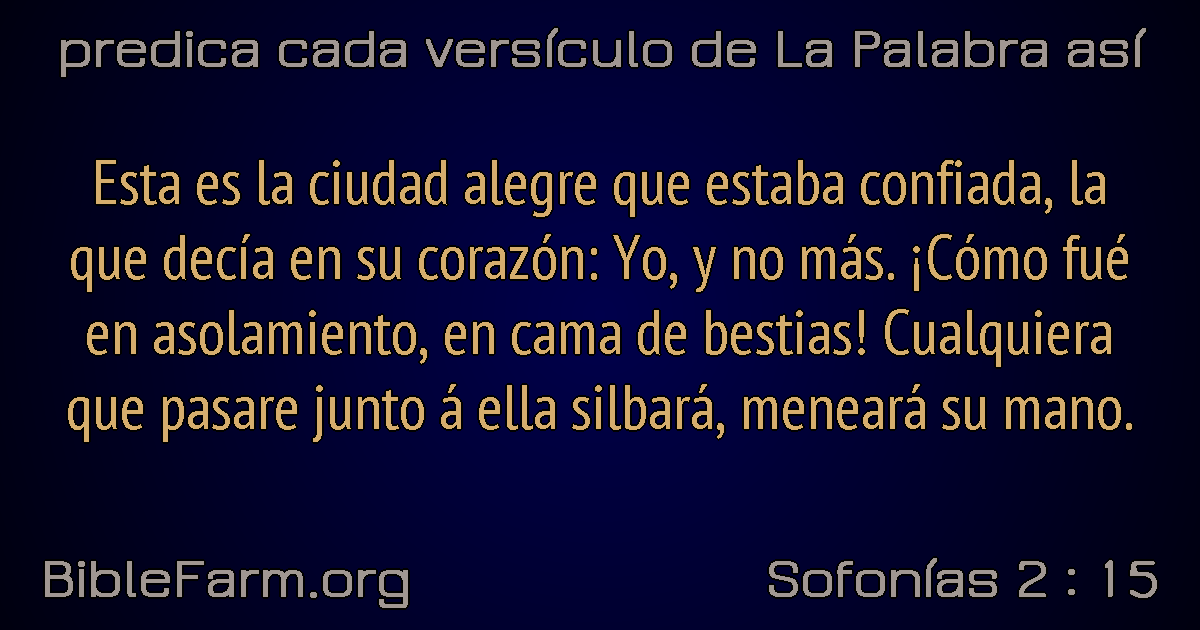 predica cada versículo de La Palabra así
Esta es la ciudad alegre que estaba confiada, la
que decía en su corazón: Yo, y no más. ¡Cómo fué
en asolamiento, en cama de bestias! Cualquiera
que pasare junto á ella silbará, meneará su mano.
BibleFarm.org
Sofonías 2 : 15